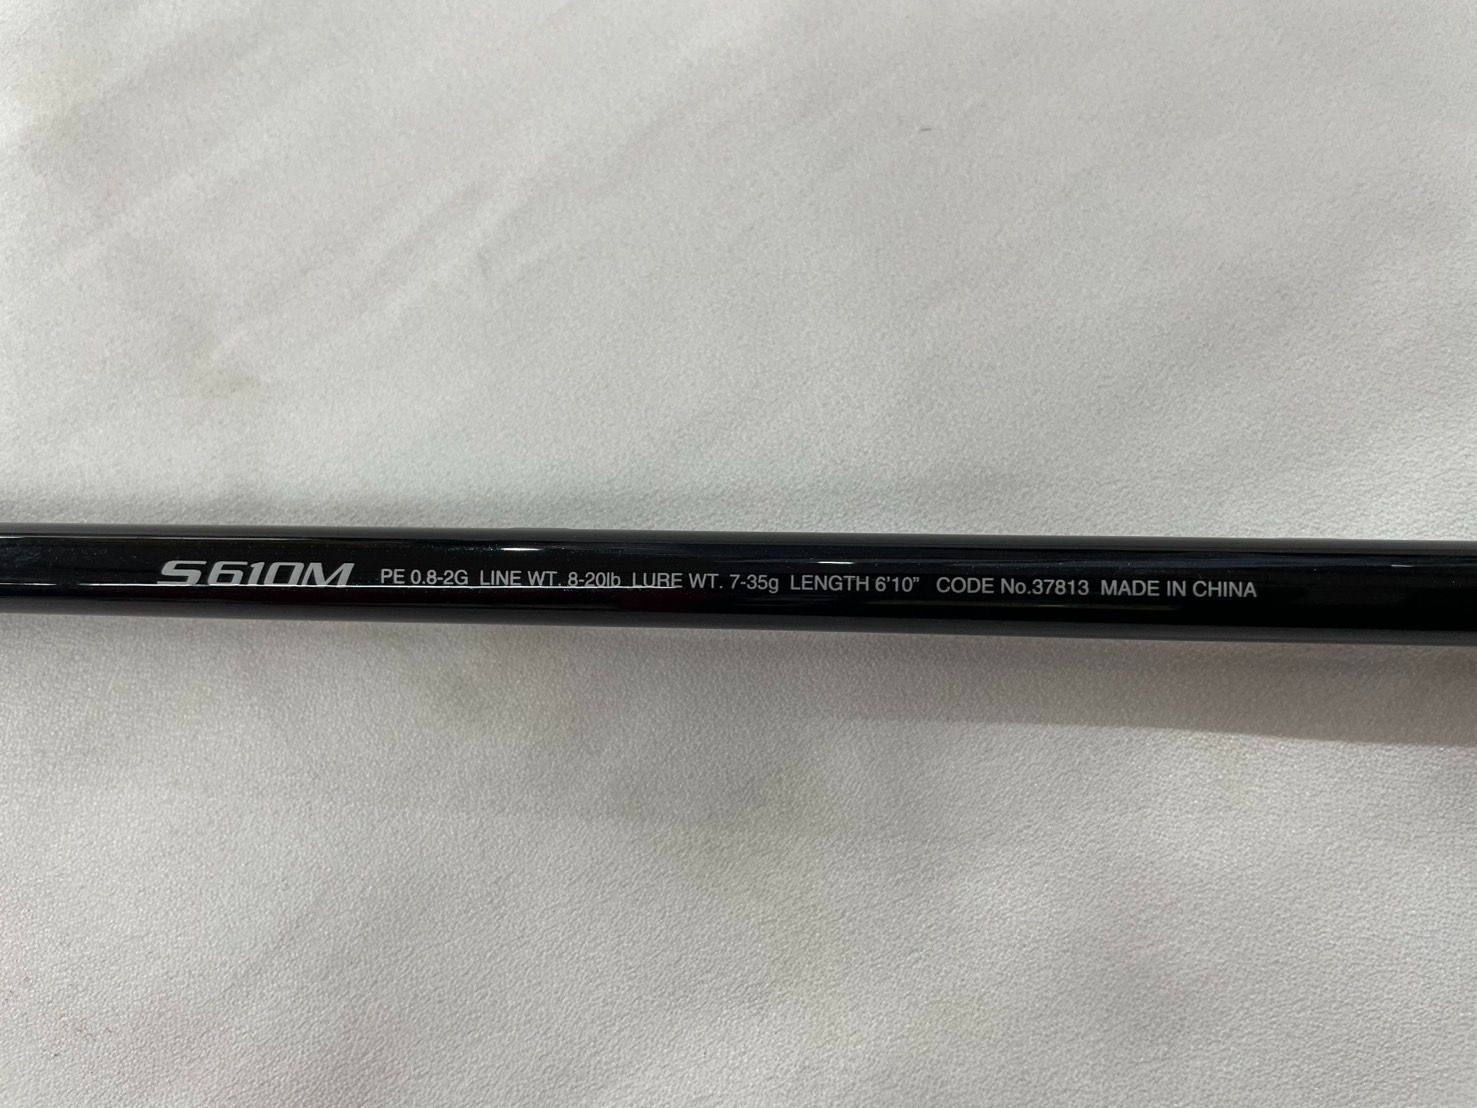 S610M PE 0.8-2G LINE WT. 8-20lb LURE WT. 7-35g LENGTH 6'10" CODE No.37813 MADE IN CHINA